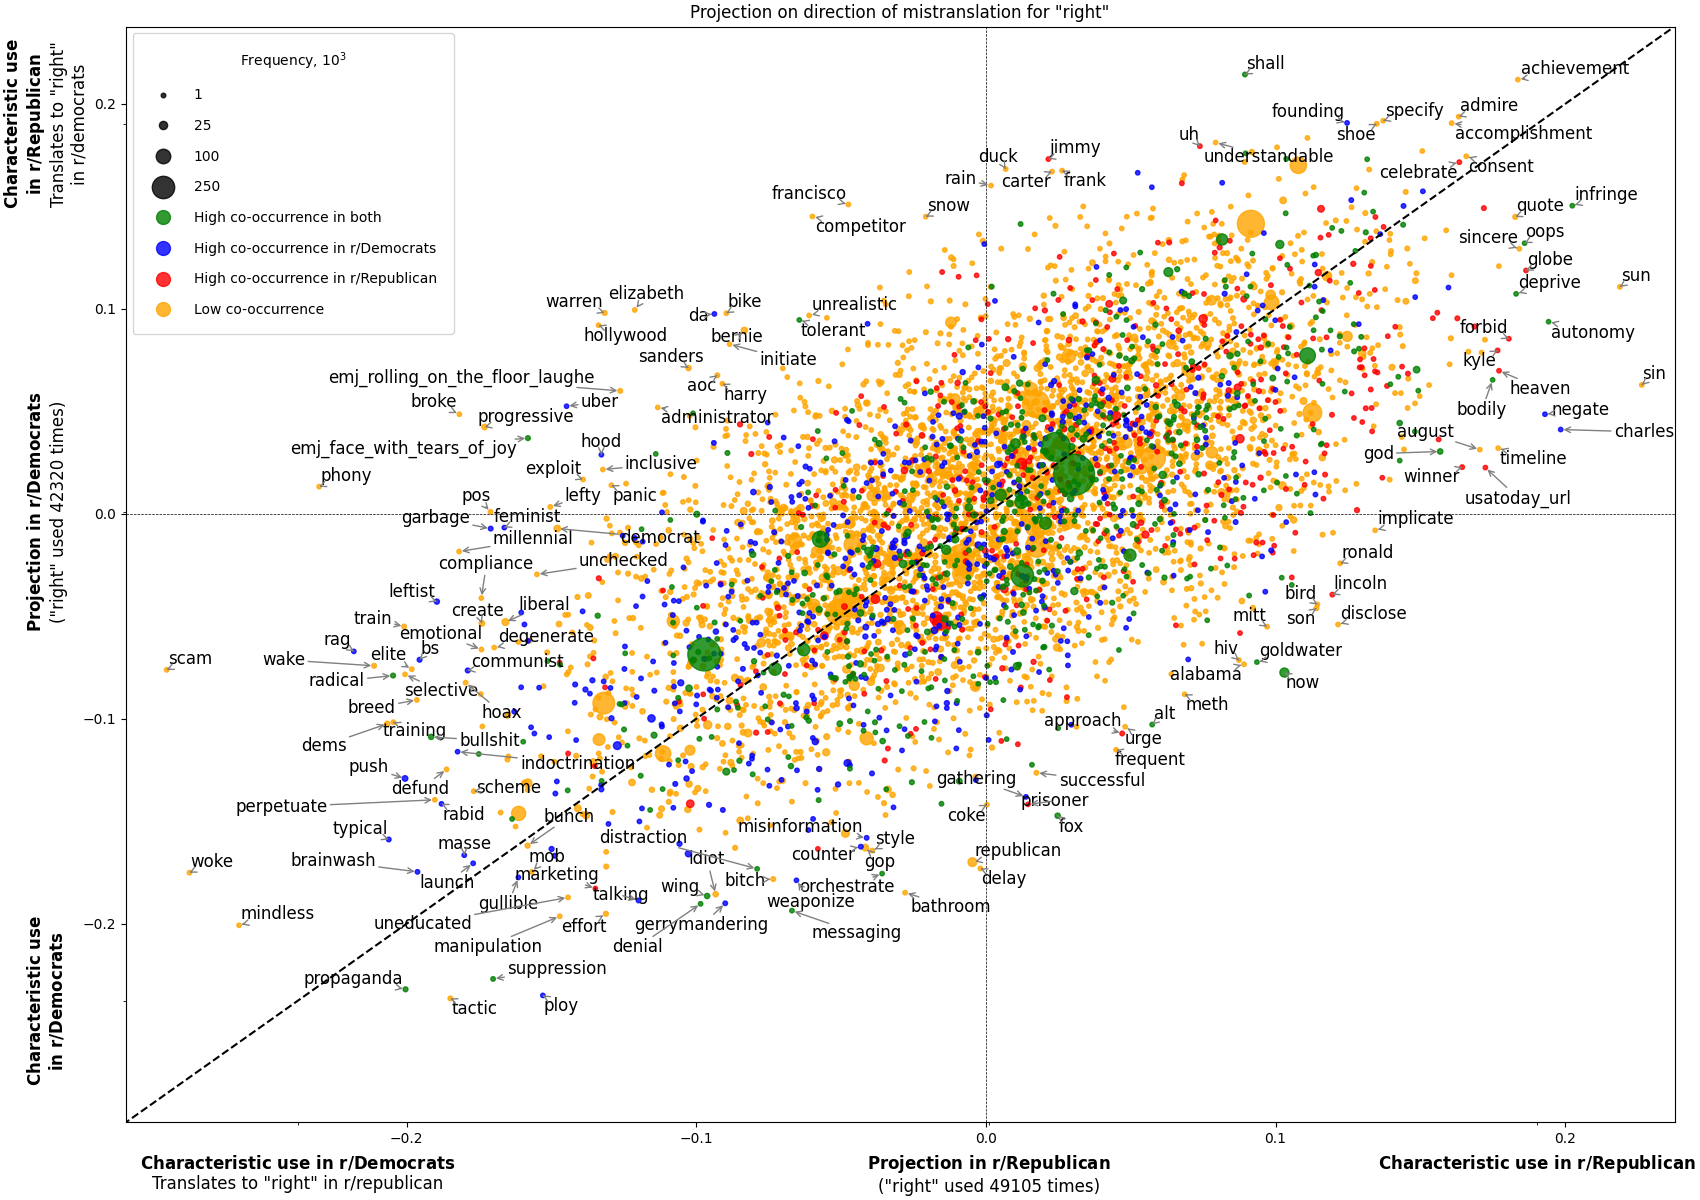 Projection on direction of mistranslation for "right"
Characteristic use
in r/Republican
Translates to "right"
in r/democrats
Projection in r/Democrats
("right" used 42320 times)
Characteristic use
in r/Democrats
Frequency, 10^3
1
25
100
250
High co-occurrence in both
High co-occurrence in r/Democrats
High co-occurrence in r/Republican
Low co-occurrence
0.2
0.1
0.0
−0.1
−0.2
shall
achievement
founding
specify
admire
shoe
accomplishment
uh
understandable
jimmy
duck
rain
carter
frank
celebrate
consent
francisco
competitor
snow
infringe
quote
sincere
oops
globe
deprive
sun
warren
elizabeth
hollywood
da
bike
bernie
unrealistic
tolerant
initiate
sanders
aoc
harry
forbid
autonomy
kyle
heaven
sin
bodily
negate
charles
emj_rolling_on_the_floor_laughe
broke
uber
progressive
administrator
emj_face_with_tears_of_joy
hood
august
god
timeline
winner
usatoday_url
phony
exploit
inclusive
panic
pos
lefty
garbage
feminist
democrat
millennial
implicate
compliance
unchecked
ronald
leftist
create
liberal
lincoln
bird
son
mitt
disclose
train
emotional
degenerate
rag
bs
elite
wake
communist
scam
radical
selective
hiv
goldwater
alabama
now
breed
hoax
meth
dems
training
bullshit
approach
alt
urge
frequent
push
indoctrination
defund
scheme
gathering
successful
perpetuate
rabid
prisoner
coke
fox
typical
bunch
misinformation
style
distraction
masse
brainwash
mob
idiot
counter
gop
republican
woke
launch
marketing
bitch
orchestrate
delay
gullible
talking
wing
weaponize
bathroom
mindless
uneducated
effort
gerrymandering
manipulation
denial
messaging
propaganda
suppression
tactic
ploy
−0.2
−0.1
0.0
0.1
0.2
Characteristic use in r/Democrats
Translates to "right" in r/republican
Projection in r/Republican
("right" used 49105 times)
Characteristic use in r/Republican